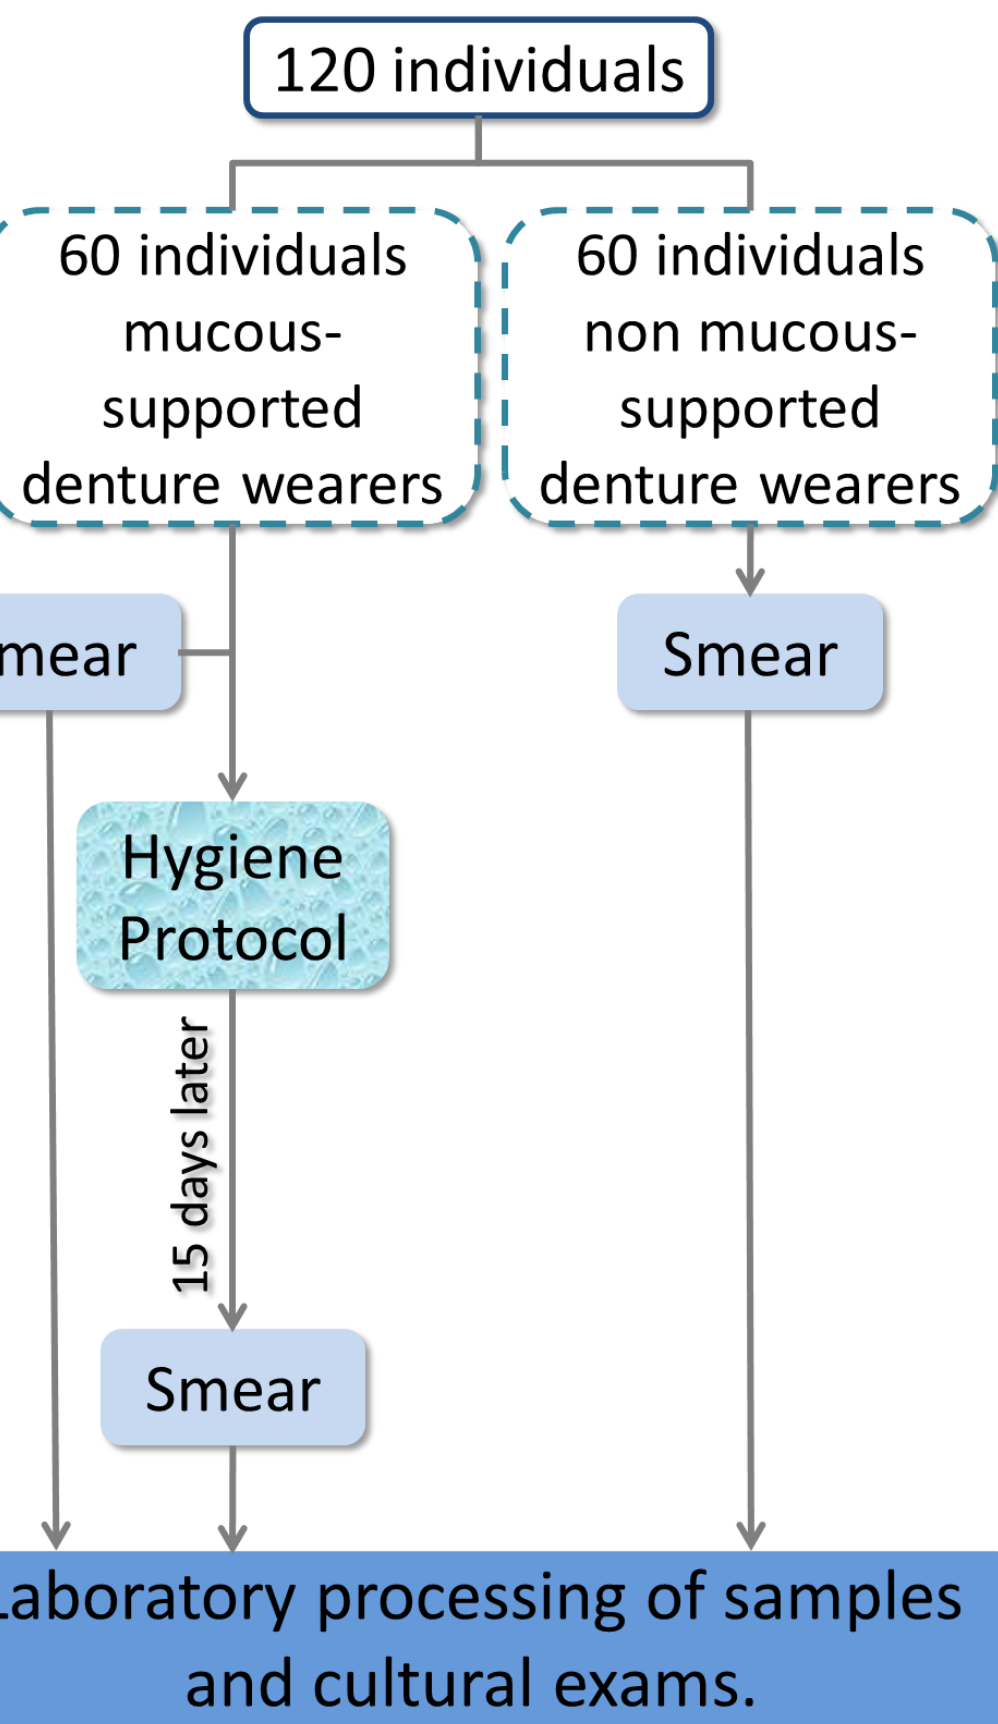 120 individuals
60 individuals
mucous-
supported
denture wearers
60 individuals
non mucous-
supported
denture wearers
mear
Smear
Hygiene
Protocol
15 days later
Smear
Laboratory processing of samples
and cultural exams.